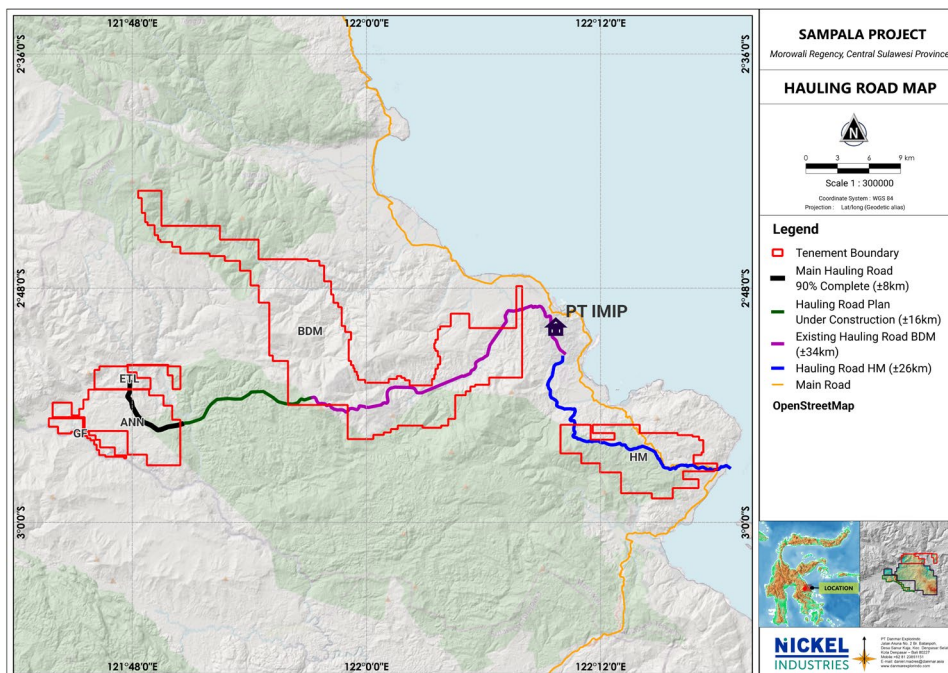 121°48'0"E
122°0'0"E
122°12'0"E
2°36'0"S
2°36'0"S
2°48'0"S
2°48'0"S
3°0'0"S
3°0'0"S
BDM
PT IMIP
ETL
ANN
GF
HM
121°48'0"E
122°0'0"E
122°12'0"E
SAMPALA PROJECT
Morowali Regency, Central Sulawesi Province
HAULING ROAD MAP
N
0 3 6 9 km
Scale 1 : 300000
Coordinate System : WGS 84
Projection : Lat/long (Geodetic alias)
Legend
Tenement Boundary
Main Hauling Road
90% Complete (±8km)
Hauling Road Plan
Under Construction (±16km)
Existing Hauling Road BDM
(±34km)
Hauling Road HM (±26km)
Main Road
OpenStreetMap
LOCATION
NICKEL
INDUSTRIES